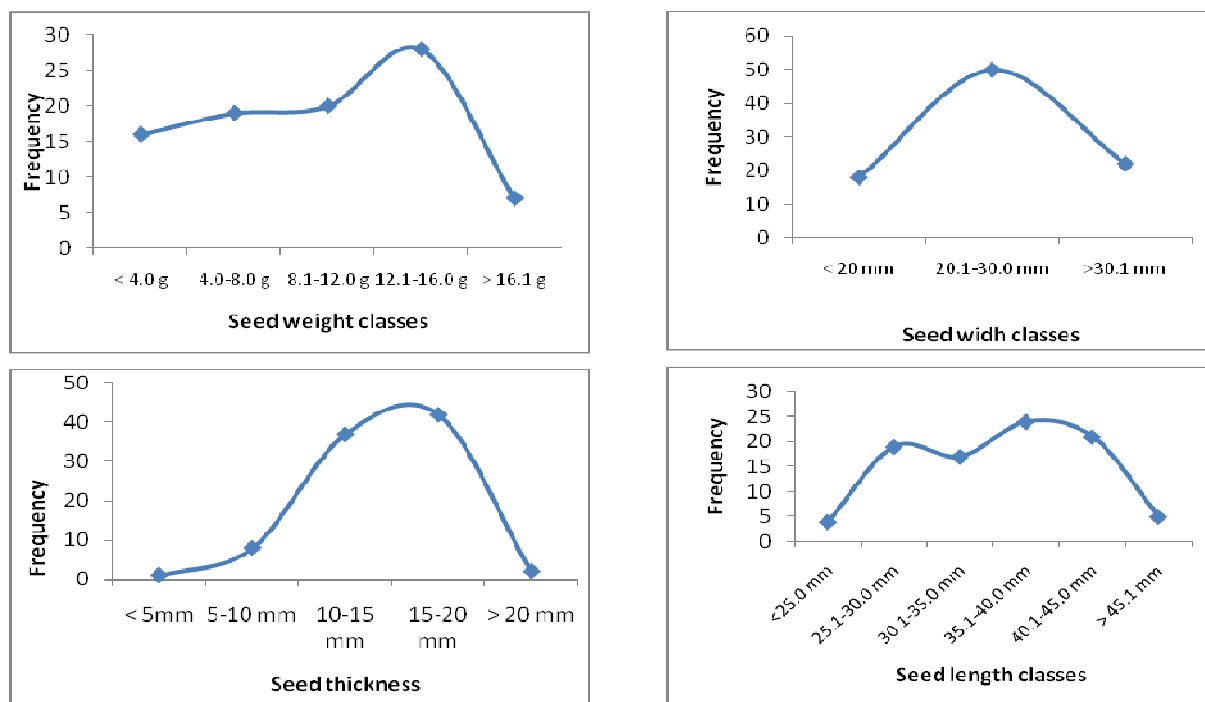 30
25
20
15
10
5
0
Frequency
< 4.0 g
4.0-8.0 g
8.1-12.0 g
12.1-16.0 g
> 16.1 g
Seed weight classes
60
50
40
30
20
10
0
Frequency
< 20 mm
20.1-30.0 mm
>30.1 mm
Seed widh classes
50
40
30
20
10
0
Frequency
< 5mm
5-10 mm
10-15
mm
15-20
mm
> 20 mm
Seed thickness
30
25
20
15
10
5
0
Frequency
<25.0 mm
25.1-30.0 mm
30.1-35.0 mm
35.1-40.0 mm
40.1-45.0 mm
> 45.1 mm
Seed length classes